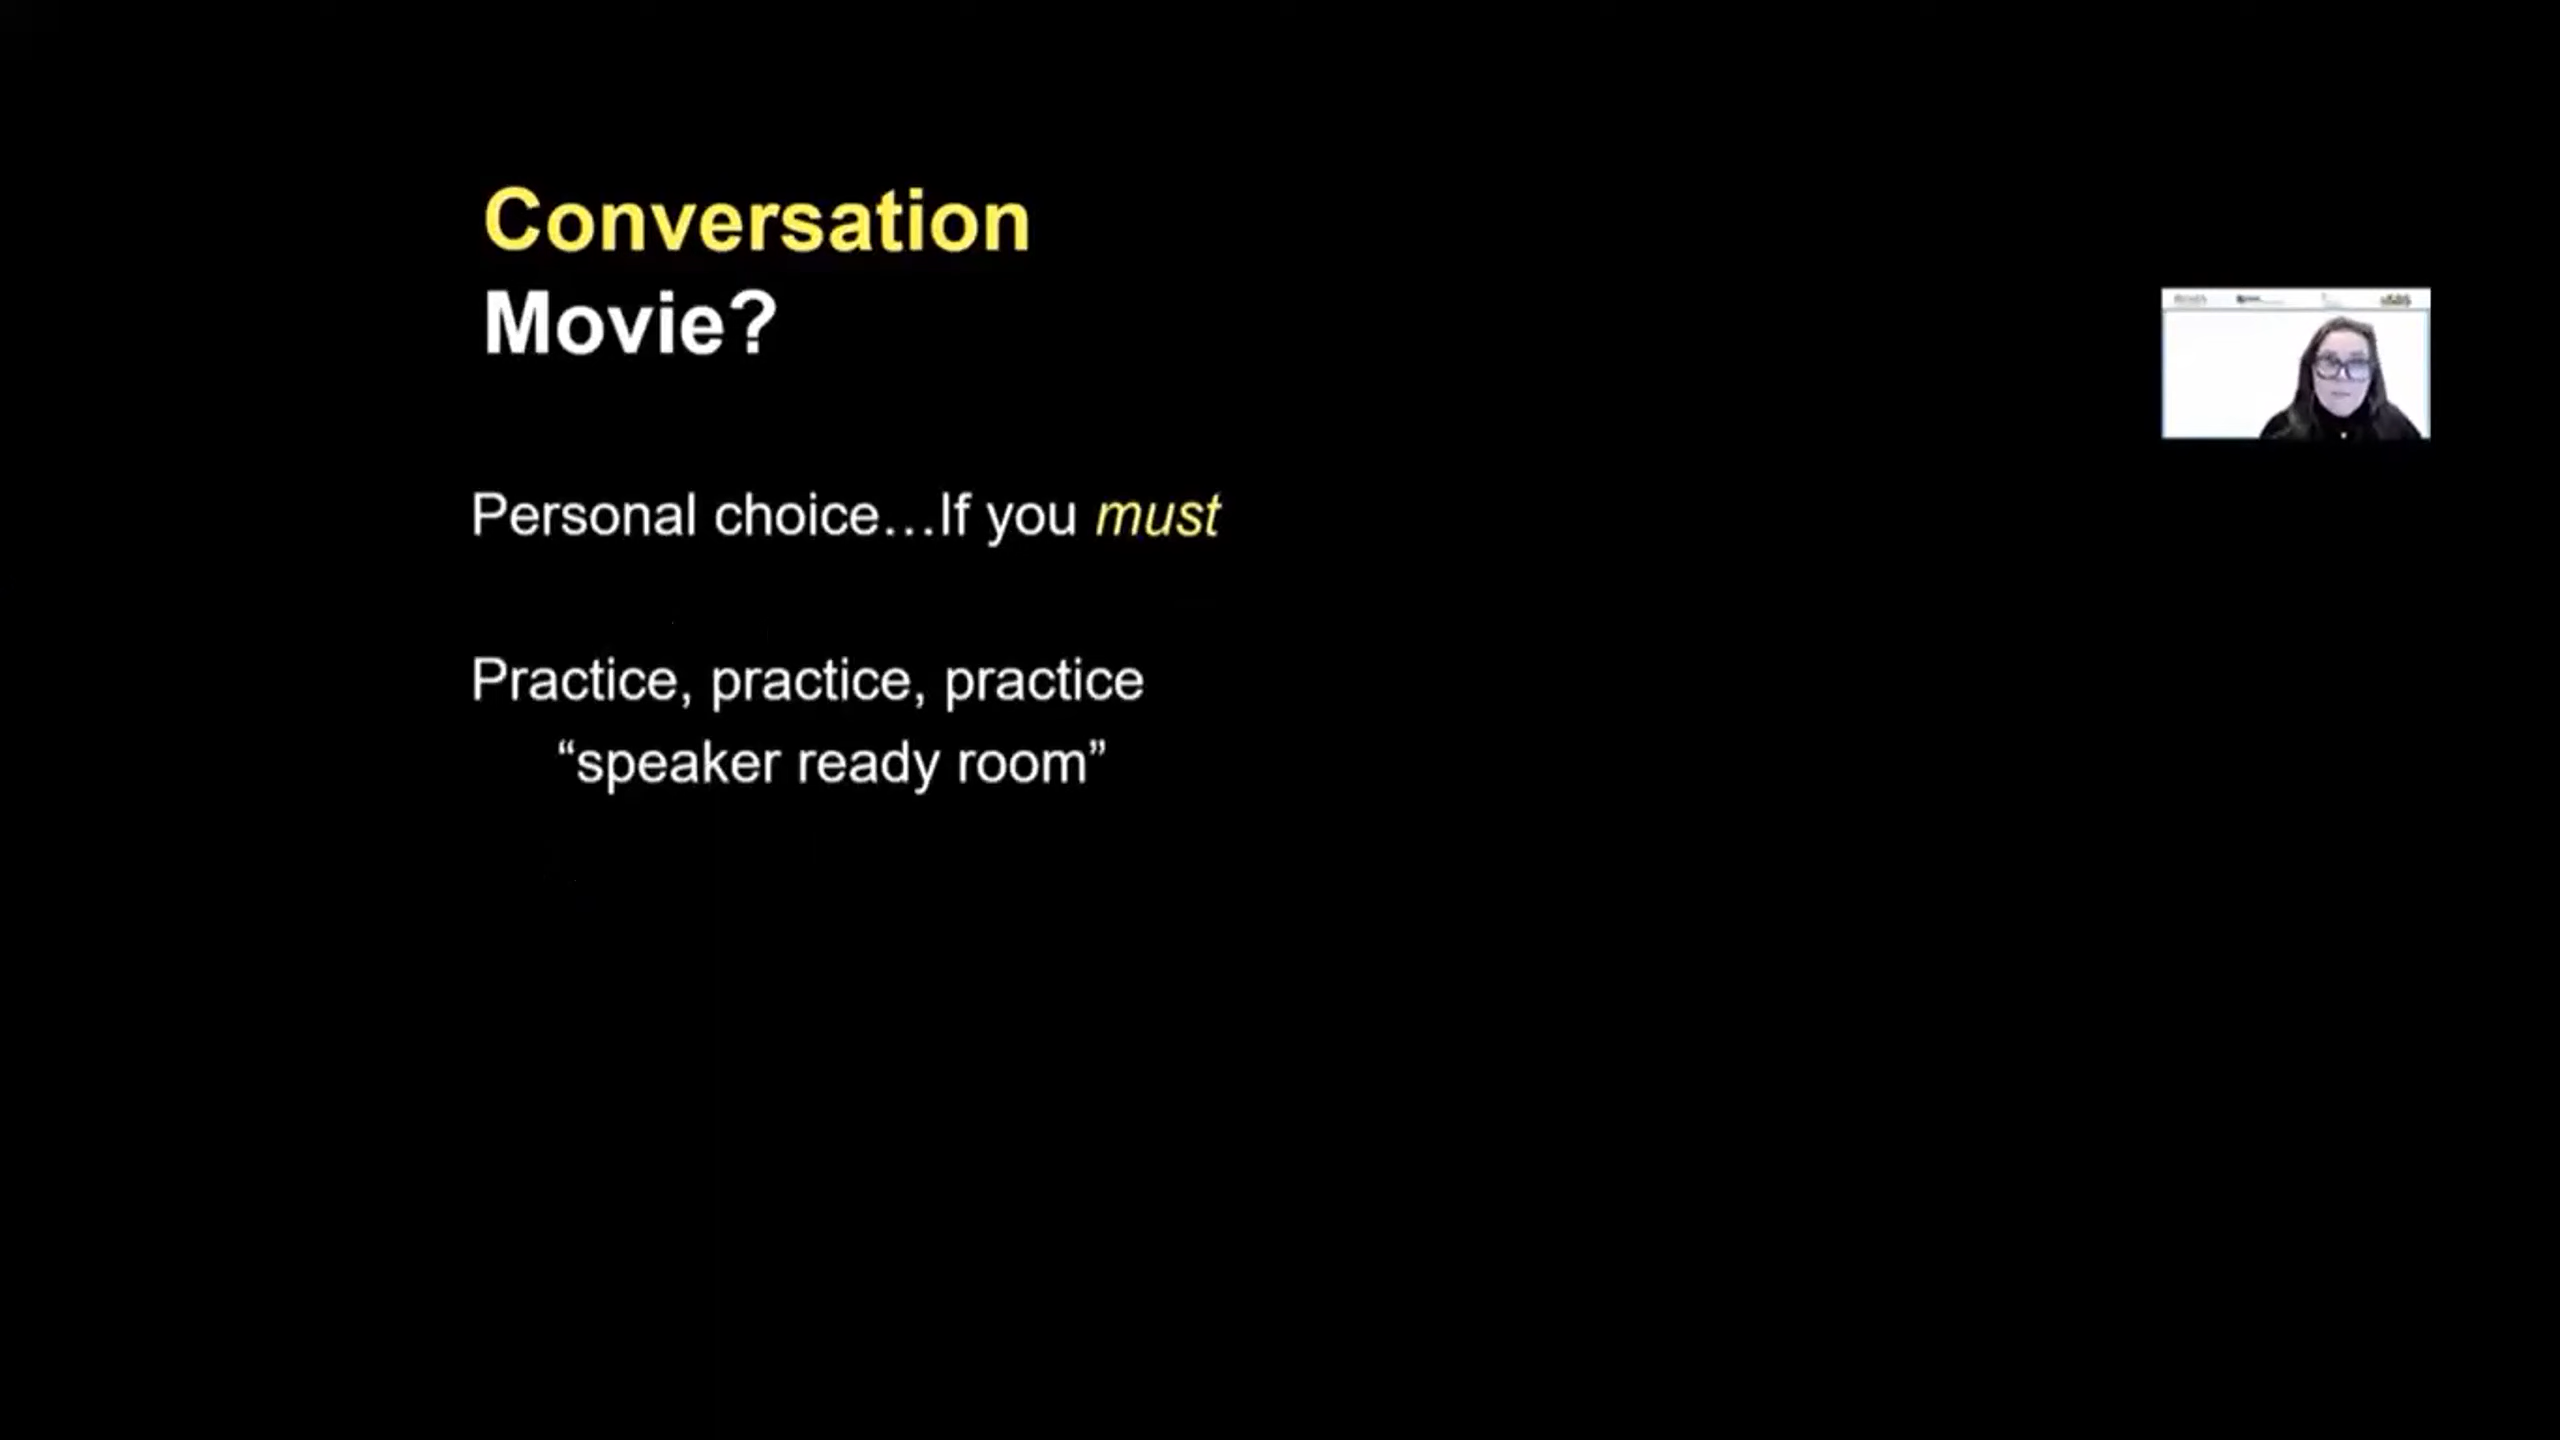 Conversation
Movie?
Personal choice…If you must
Practice, practice, practice
“speaker ready room”